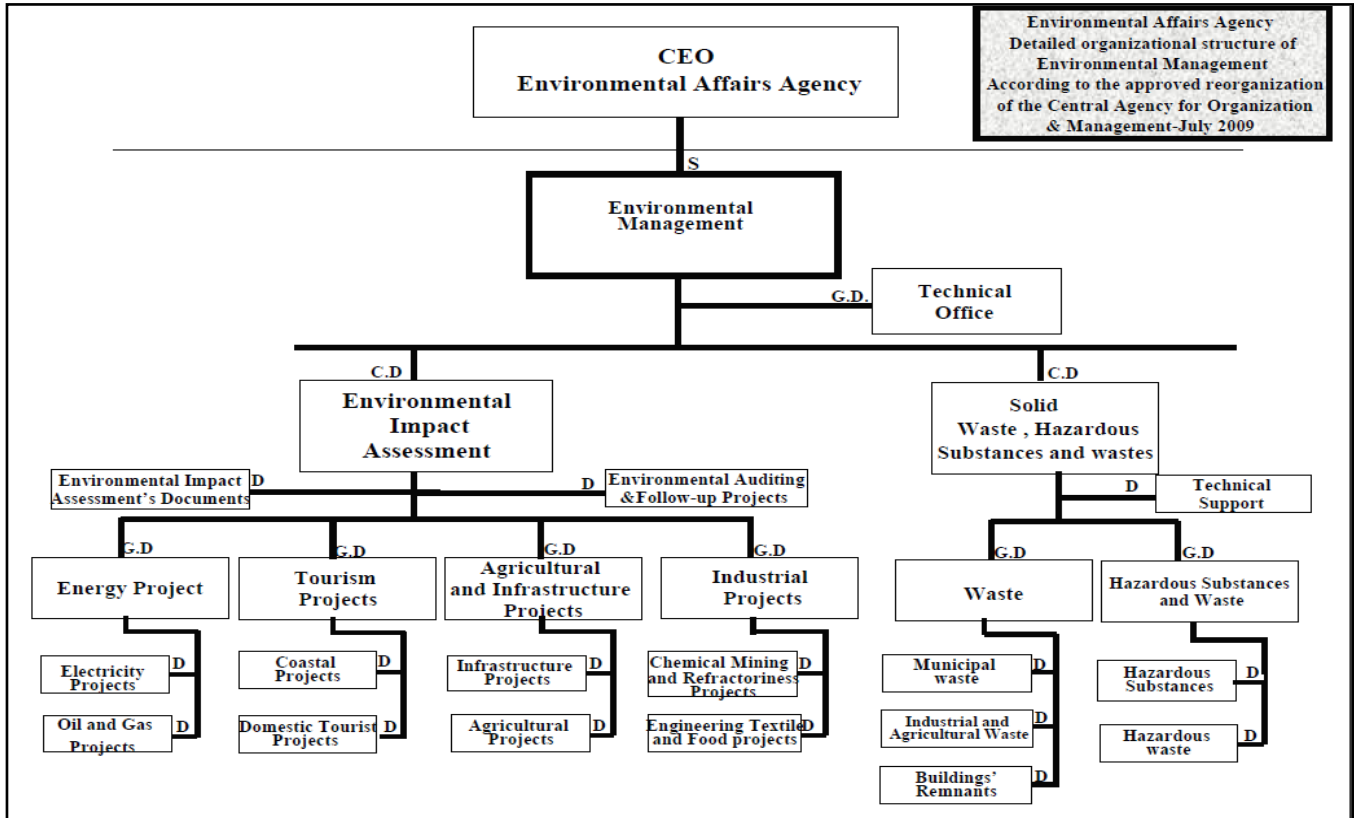 CEO
Environmental Affairs Agency
Environmental Affairs Agency
Detailed organizational structure of
Environmental Management
According to the approved reorganization
of the Central Agency for Organization
& Management-July 2009
S
Environmental
Management
G.D.
Technical
Office
C.D
Environmental
Impact
Assessment
C.D
Solid
Waste , Hazardous
Substances and wastes
Environmental Impact
Assessment's Documents
D
D
Environmental Auditing
&Follow-up Projects
D
Technical
Support
G.D
Energy Project
G.D
Tourism
Projects
G.D
Agricultural
and Infrastructure
Projects
G.D
Industrial
Projects
G.D
Waste
G.D
Hazardous Substances
and Waste
Electricity
Projects
D
Oil and Gas
Projects
D
Coastal
Projects
D
Domestic Tourist
Projects
D
Infrastructure
Projects
D
Agricultural
Projects
D
Chemical Mining
and Refractoriness
Projects
D
Engineering Textile
and Food projects
D
Municipal
waste
D
Industrial and
Agricultural Waste
D
Buildings'
Remnants
D
Hazardous
Substances
D
Hazardous
waste
D